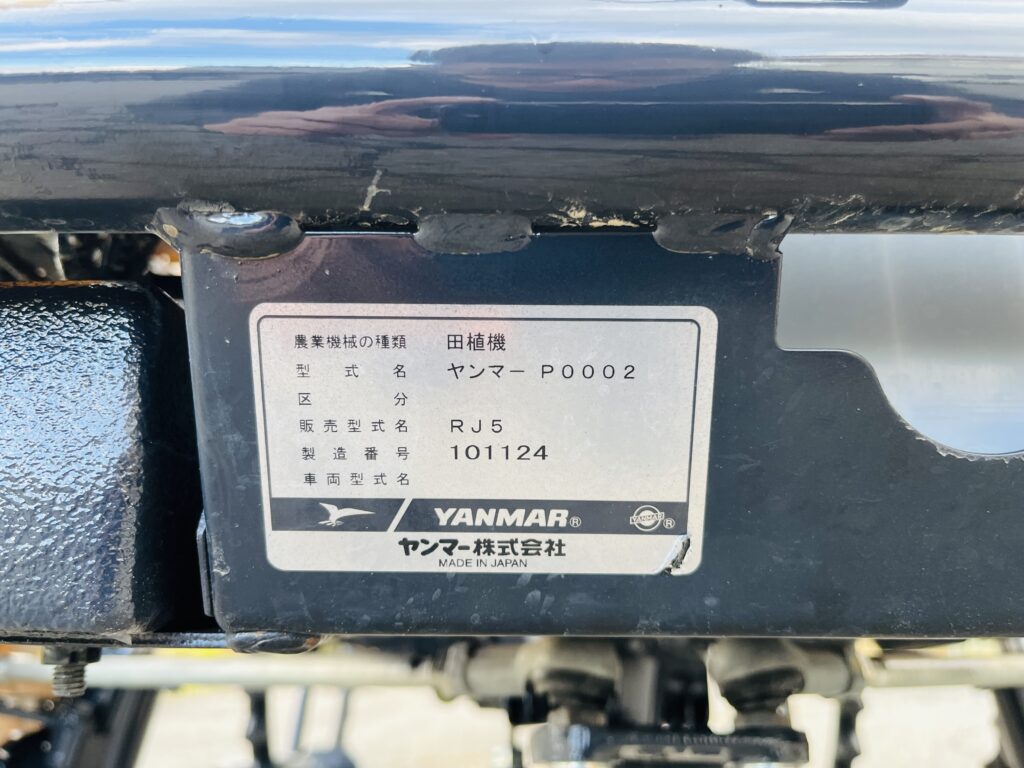 農業機械の種類 田植機
型式名 ヤンマー P0002
区分
販売型式名 RJ5
製造番号 101124
車両型式名
YANMAR® YANMAR®
ヤンマー株式会社
MADE IN JAPAN